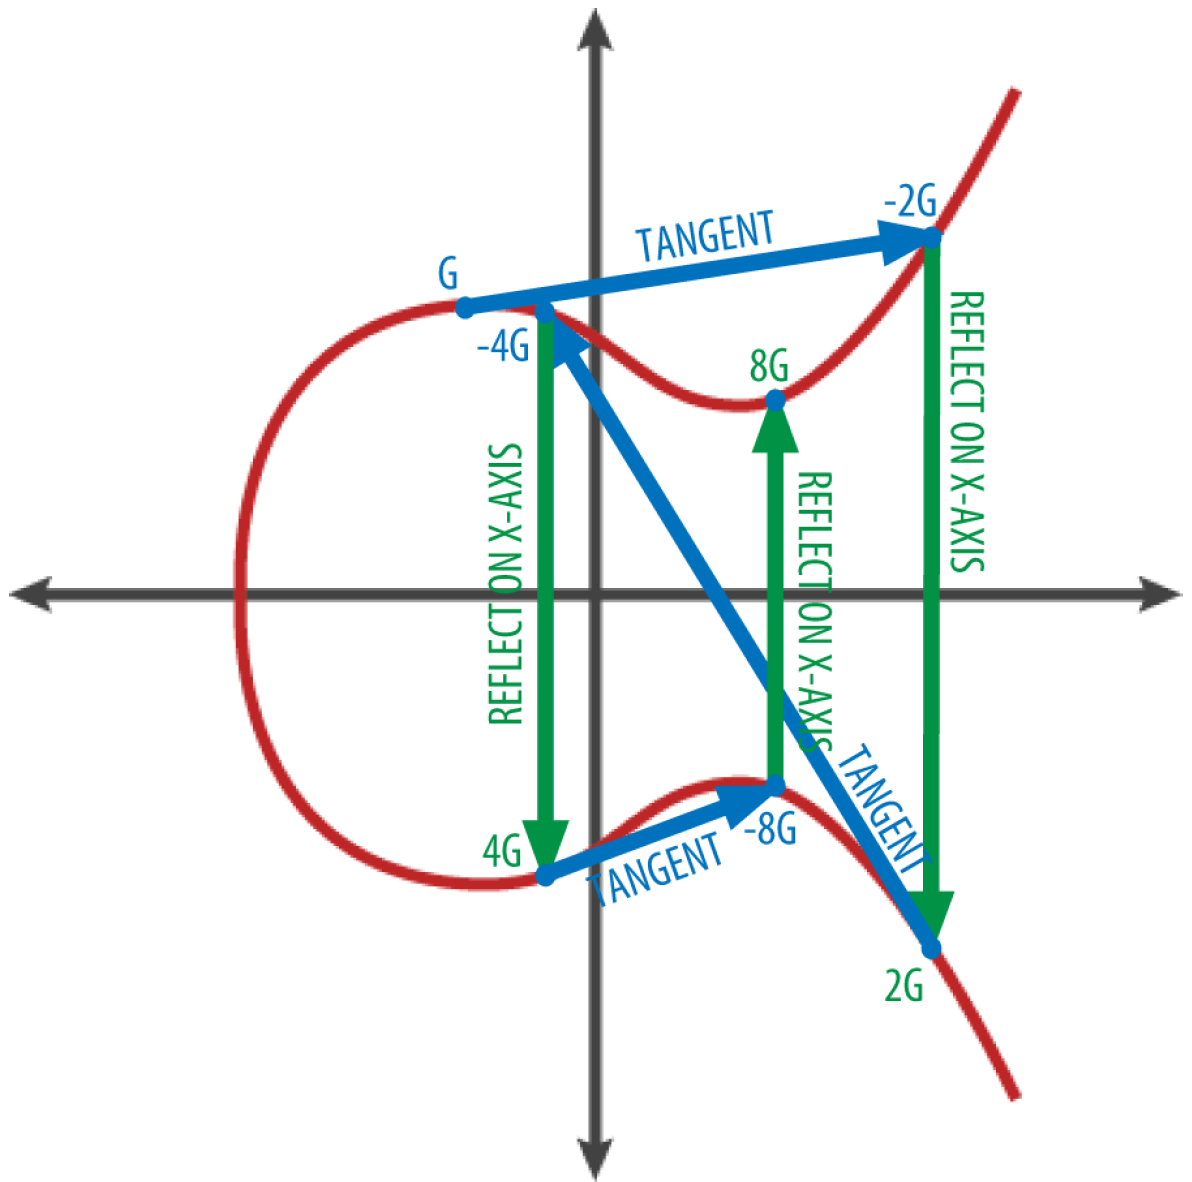 -2G
TANGENT
G
REFLECT ON X-AXIS
-4G
8G
REFLECT ON X-AXIS
REFLECT ON X-AXIS
TANGENT
-8G
4G
TANGENT
2G